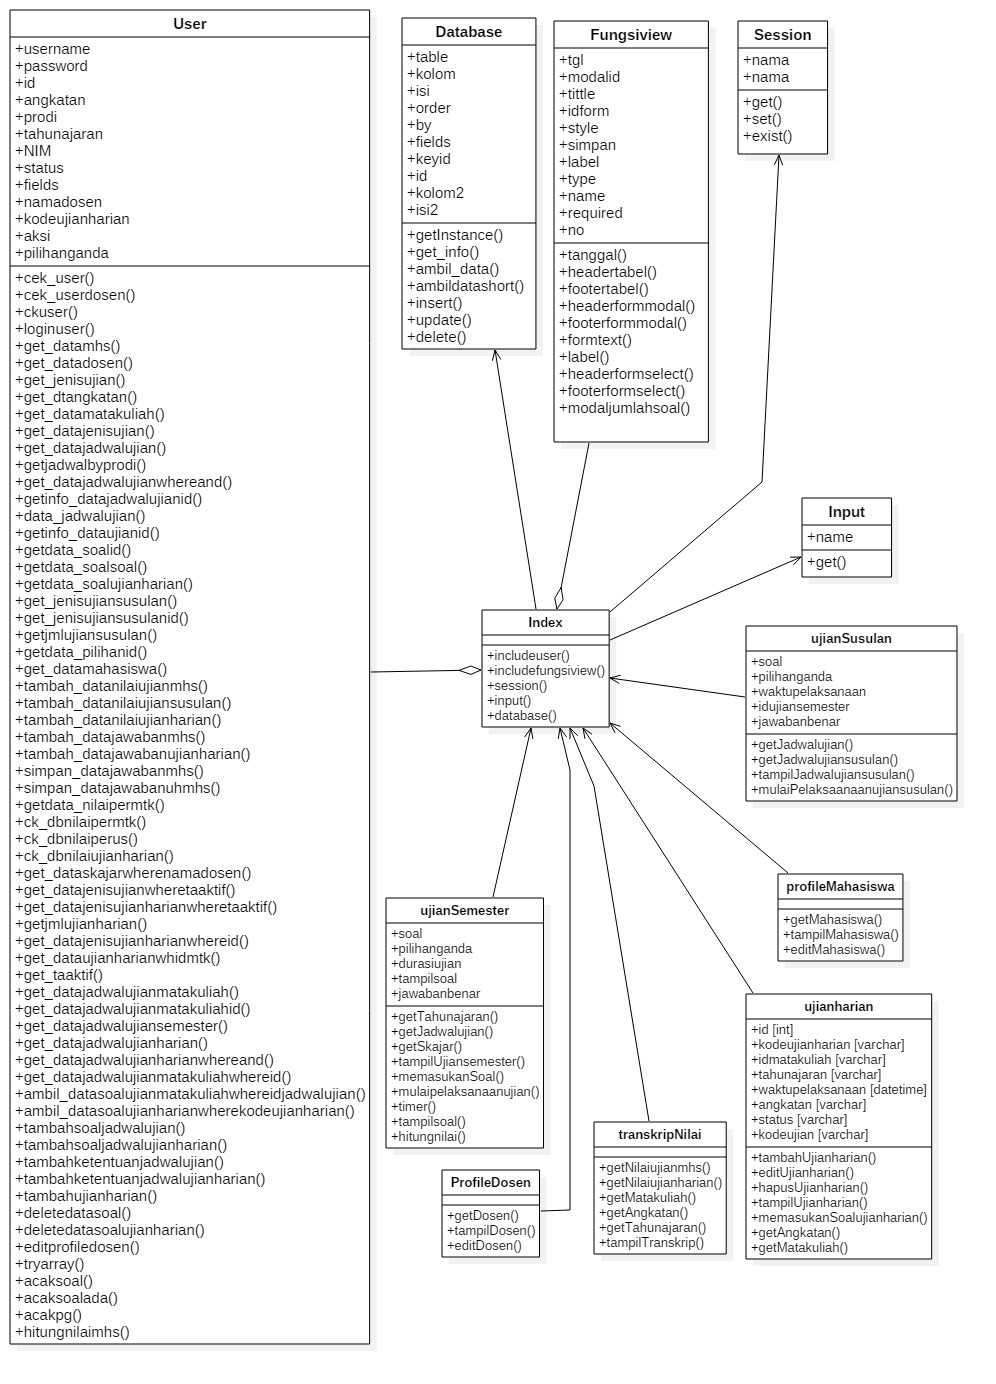 User
+username
+password
+id
+angkatan
+prodi
+tahunajaran
+NIM
+status
+fields
+namadosen
+kodeujianharian
+aksi
+pilihanganda
+cek_user()
+cek_userdosen()
+ckuser()
+loginuser()
+get_datamhs()
+get_datadosen()
+get_jenisujian()
+get_dtangkatan()
+get_datamatakuliah()
+get_datajenisujian()
+get_datajadwalujian()
+getjadwalbyprodi()
+get_datajadwalujianwhereand()
+getinfo_datajadwalujianid()
+data_jadwalujian()
+getinfo_dataujianid()
+getdata_soalid()
+getdata_soalsoal()
+getdata_soalujianharian()
+get_jenisujiansusulan()
+get_jenisujiansusulanid()
+getjmlujiansusulan()
+getdata_pilihanid()
+get_datamahasiswa()
+tambah_datanilaiujianmhs()
+tambah_datanilaiujiansusulan()
+tambah_datanilaiujianharian()
+tambah_datajawabanmhs()
+tambah_datajawabanujianharian()
+simpan_datajawabanmhs()
+simpan_datajawabanuhmhs()
+getdata_nilaipermtk()
+ck_dbnilaipermtk()
+ck_dbnilaiperus()
+ck_dbnilaiujianharian()
+get_dataskajarwherenamadosen()
+get_datajenisujianwheretaaktif()
+get_datajenisujianharianwheretaaktif()
+getjmlujianharian()
+get_datajenisujianharianwhereid()
+get_dataujianharianwhidmtk()
+get_taaktif()
+get_datajadwalujianmatakuliah()
+get_datajadwalujianmatakuliahid()
+get_datajadwalujiansemester()
+get_datajadwalujianharian()
+get_datajadwalujianharianwhereand()
+get_datajadwalujianmatakuliahwhereid()
+ambil_datasoalujianmatakuliahwhereidjadwalujian()
+ambil_datasoalujianharianwherekodeujianharian()
+tambahsoaljadwalujian()
+tambahsoaljadwalujianharian()
+tambahketentuanjadwalujian()
+tambahketentuanjadwalujianharian()
+tambahujianharian()
+deletedatasoal()
+deletedatasoalujianharian()
+editprofiledosen()
+tryarray()
+acaksoal()
+acaksoalada()
+acakpg()
+hitungnilaimhs()
Database
+table
+kolom
+isi
+order
+by
+fields
+keyid
+id
+kolom2
+isi2
+getInstance()
+get_info()
+ambil_data()
+ambildatashort()
+insert()
+update()
+delete()
Fungsiview
+tgl
+modalid
+tittle
+idform
+style
+simpan
+label
+type
+name
+required
+no
+tanggal()
+headertabel()
+footertabel()
+headerformmodal()
+footerformmodal()
+formtext()
+label()
+headerformselect()
+footerformselect()
+modaljumlahsoal()
Session
+nama
+nama
+get()
+set()
+exist()
Input
+name
+get()
Index
+includeuser()
+includefungsiview()
+session()
+input()
+database()
ujianSusulan
+soal
+pilihanganda
+waktupelaksanaan
+idujiansemester
+jawabanbenar
+getJadwalujian()
+getJadwalujiansusulan()
+tampilJadwalujiansusulan()
+mulaiPelaksaanaanujiansusulan()
profileMahasiswa
+getMahasiswa()
+tampilMahasiswa()
+editMahasiswa()
ujianSemester
+soal
+pilihanganda
+durasiujian
+tampilsoal
+jawabanbenar
+getTahunajaran()
+getJadwalujian()
+getSkajar()
+tampilUjiansemester()
+memasukanSoal()
+mulaipelaksanaanujian()
+timer()
+tampilsoal()
+hitungnilai()
ujianharian
+id [int]
+kodeujianharian [varchar]
+idmatakuliah [varchar]
+tahunajaran [varchar]
+waktupelaksanaan [datetime]
+angkatan [varchar]
+status [varchar]
+kodeujian [varchar]
+tambahUjianharian()
+editUjianharian()
+hapusUjianharian()
+tampilUjianharian()
+memasukanSoalujianharian()
+getAngkatan()
+getMatakuliah()
transkripNilai
+getNilaiujianmhs()
+getNilaiujianharian()
+getMatakuliah()
+getAngkatan()
+getTahunajaran()
+tampilTranskrip()
ProfileDosen
+getDosen()
+tampilDosen()
+editDosen()